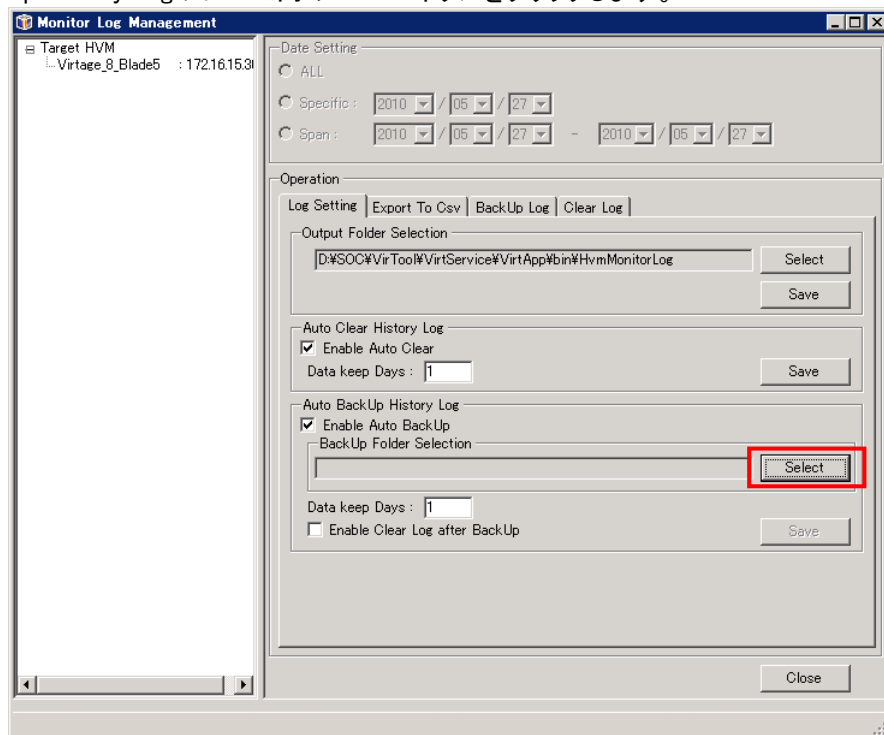 Monitor Log Management
Target HVM
Virtage_8_Blade5 : 172.16.15.3
Date Setting
ALL
Specific : 2010 / 05 / 27
Span : 2010 / 05 / 27 - 2010 / 05 / 27
Operation
Log Setting Export To Csv BackUp Log Clear Log
Output Folder Selection
D:¥SOC¥VirTool¥VirtService¥VirtApp¥bin¥HvmMonitorLog Select
Save
Auto Clear History Log
Enable Auto Clear
Data keep Days : 1 Save
Auto BackUp History Log
Enable Auto BackUp
BackUp Folder Selection
Select
Data keep Days : 1
Enable Clear Log after BackUp Save
Close